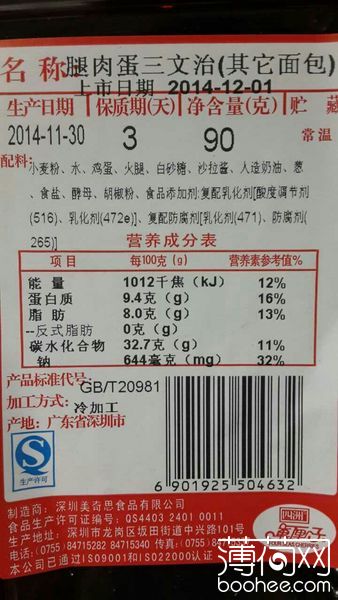 名称腿肉蛋三文治(其它面包)
上市日期 2014-12-01
生产日期 保质期(天) 净含量(克) 贮藏
2014-11-30 3 90 常温
配料:
小麦粉、水、鸡蛋、火腿、白砂糖、沙拉酱、人造奶油、葱
、食盐、酵母、胡椒粉、食品添加剂:复配乳化剂[酸度调节剂
(516)、乳化剂(472e)]、复配防腐剂[乳化剂(471)、防腐剂(
265)]
营养成分表
项目 每100克(g) 营养素参考值%
能量 1012千焦(kJ) 12%
蛋白质 9.4克(g) 16%
脂肪 8.0克(g) 13%
--反式脂肪 0克(g)
碳水化合物 32.7克(g) 11%
钠 644毫克(mg) 32%
产品标准代号:GB/T20981
加工方式:冷加工
产地:广东省深圳市
生产许可
6 901925 504632
制造商:深圳美奇思食品有限公司
食品生产许可证编号:QS4403 2401 0011
生产地址:深圳市龙岗区坂田街道中兴路101号
电话:(0755)84715282 84715340 传真:(0755)
本公司已通过ISO9001和ISO22000认证
四洲
薄荷网
boohee.com